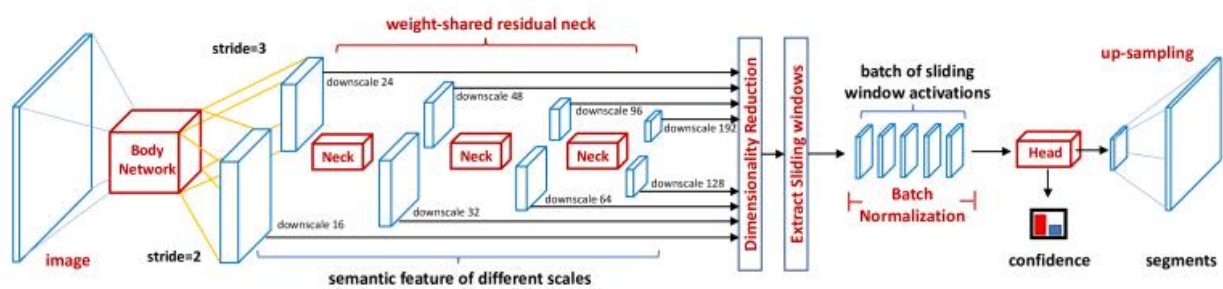 weight-shared residual neck
stride=3
up-sampling
downscale 24
downscale 48
downscale 96
downscale 192
batch of sliding
window activations
Body
Network
Neck
Neck
Neck
Dimensionality Reduction
Extract Sliding windows
Head
downscale 16
downscale 32
downscale 64
downscale 128
Batch
Normalization
image
stride=2
semantic feature of different scales
confidence
segments